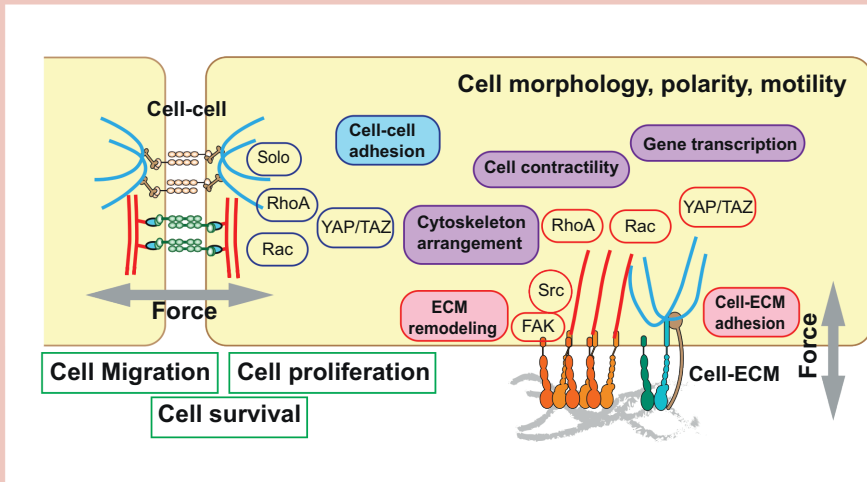 Cell morphology, polarity, motility
Cell-cell
Cell-cell
adhesion
Gene transcription
Solo
Cell contractility
RhoA
YAP/TAZ
Rac
Cytoskeleton
arrangement
RhoA
Rac
YAP/TAZ
Force
ECM
remodeling
Src
FAK
Cell-ECM
adhesion
Force
Cell-ECM
Cell Migration
Cell proliferation
Cell survival